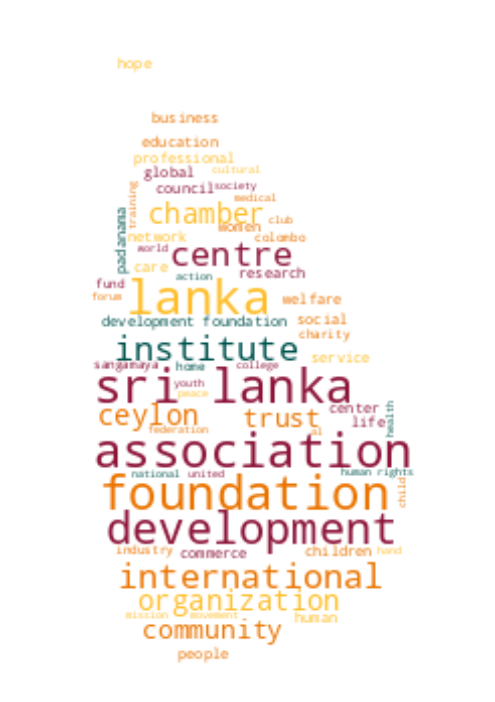 hope
business
education
professional
global cultural
council society
training medical
chamber club
padanama women
network colombo
world centre
care research
action
fund lanka
forum welfare
development foundation social
charity
institute service
sangamaya home college
youth
sri lanka
peace
ceylon trust center
life health
federation al
association
national united human rights
foundation child
development
industry commerce children hand
international
organization
mission movement human
community
people